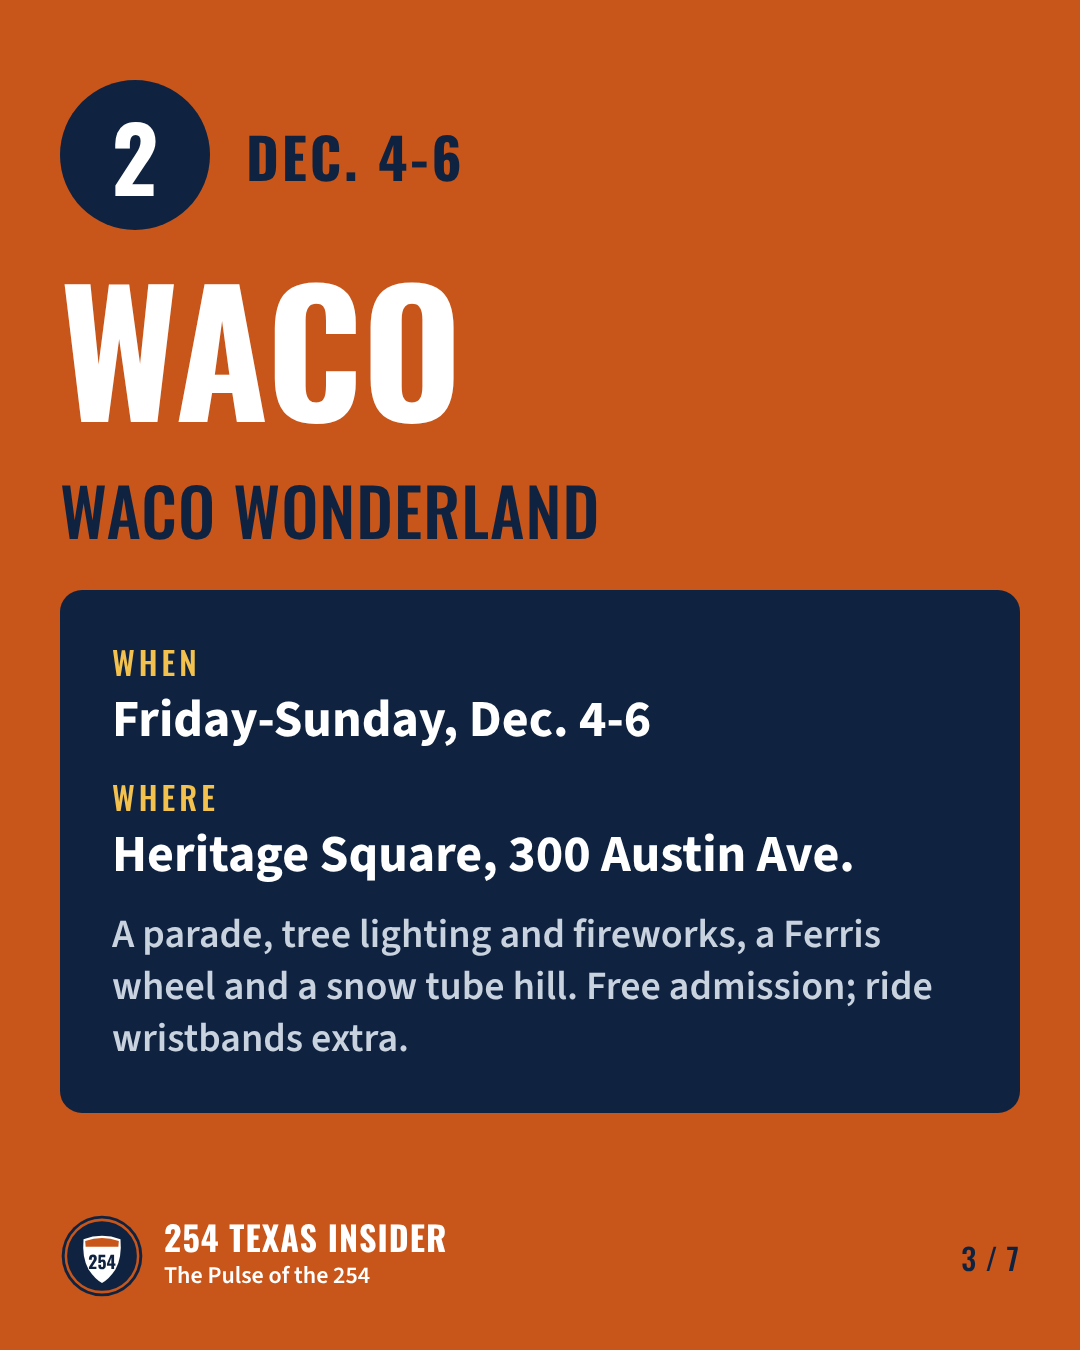 2
DEC. 4-6
WACO
WACO WONDERLAND
WHEN
Friday-Sunday, Dec. 4-6
WHERE
Heritage Square, 300 Austin Ave.
A parade, tree lighting and fireworks, a Ferris
wheel and a snow tube hill. Free admission; ride
wristbands extra.
254
254 TEXAS INSIDER
The Pulse of the 254
3 / 7